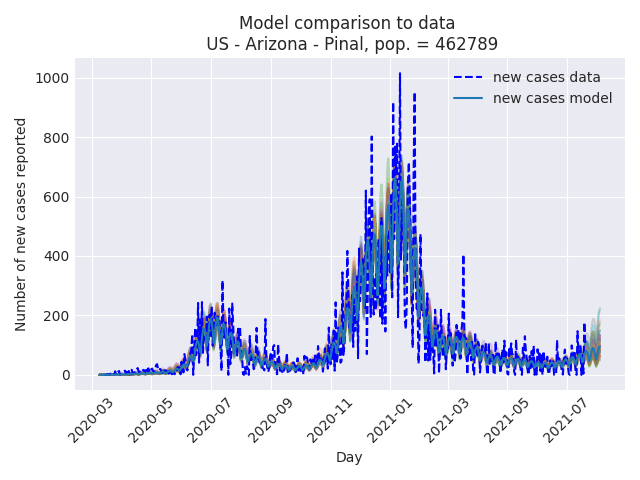 Model comparison to data
US - Arizona - Pinal, pop. = 462789
new cases data
new cases model
Number of new cases reported
1000
800
600
400
200
0
2020-03
2020-05
2020-07
2020-09
2020-11
2021-01
2021-03
2021-05
2021-07
Day